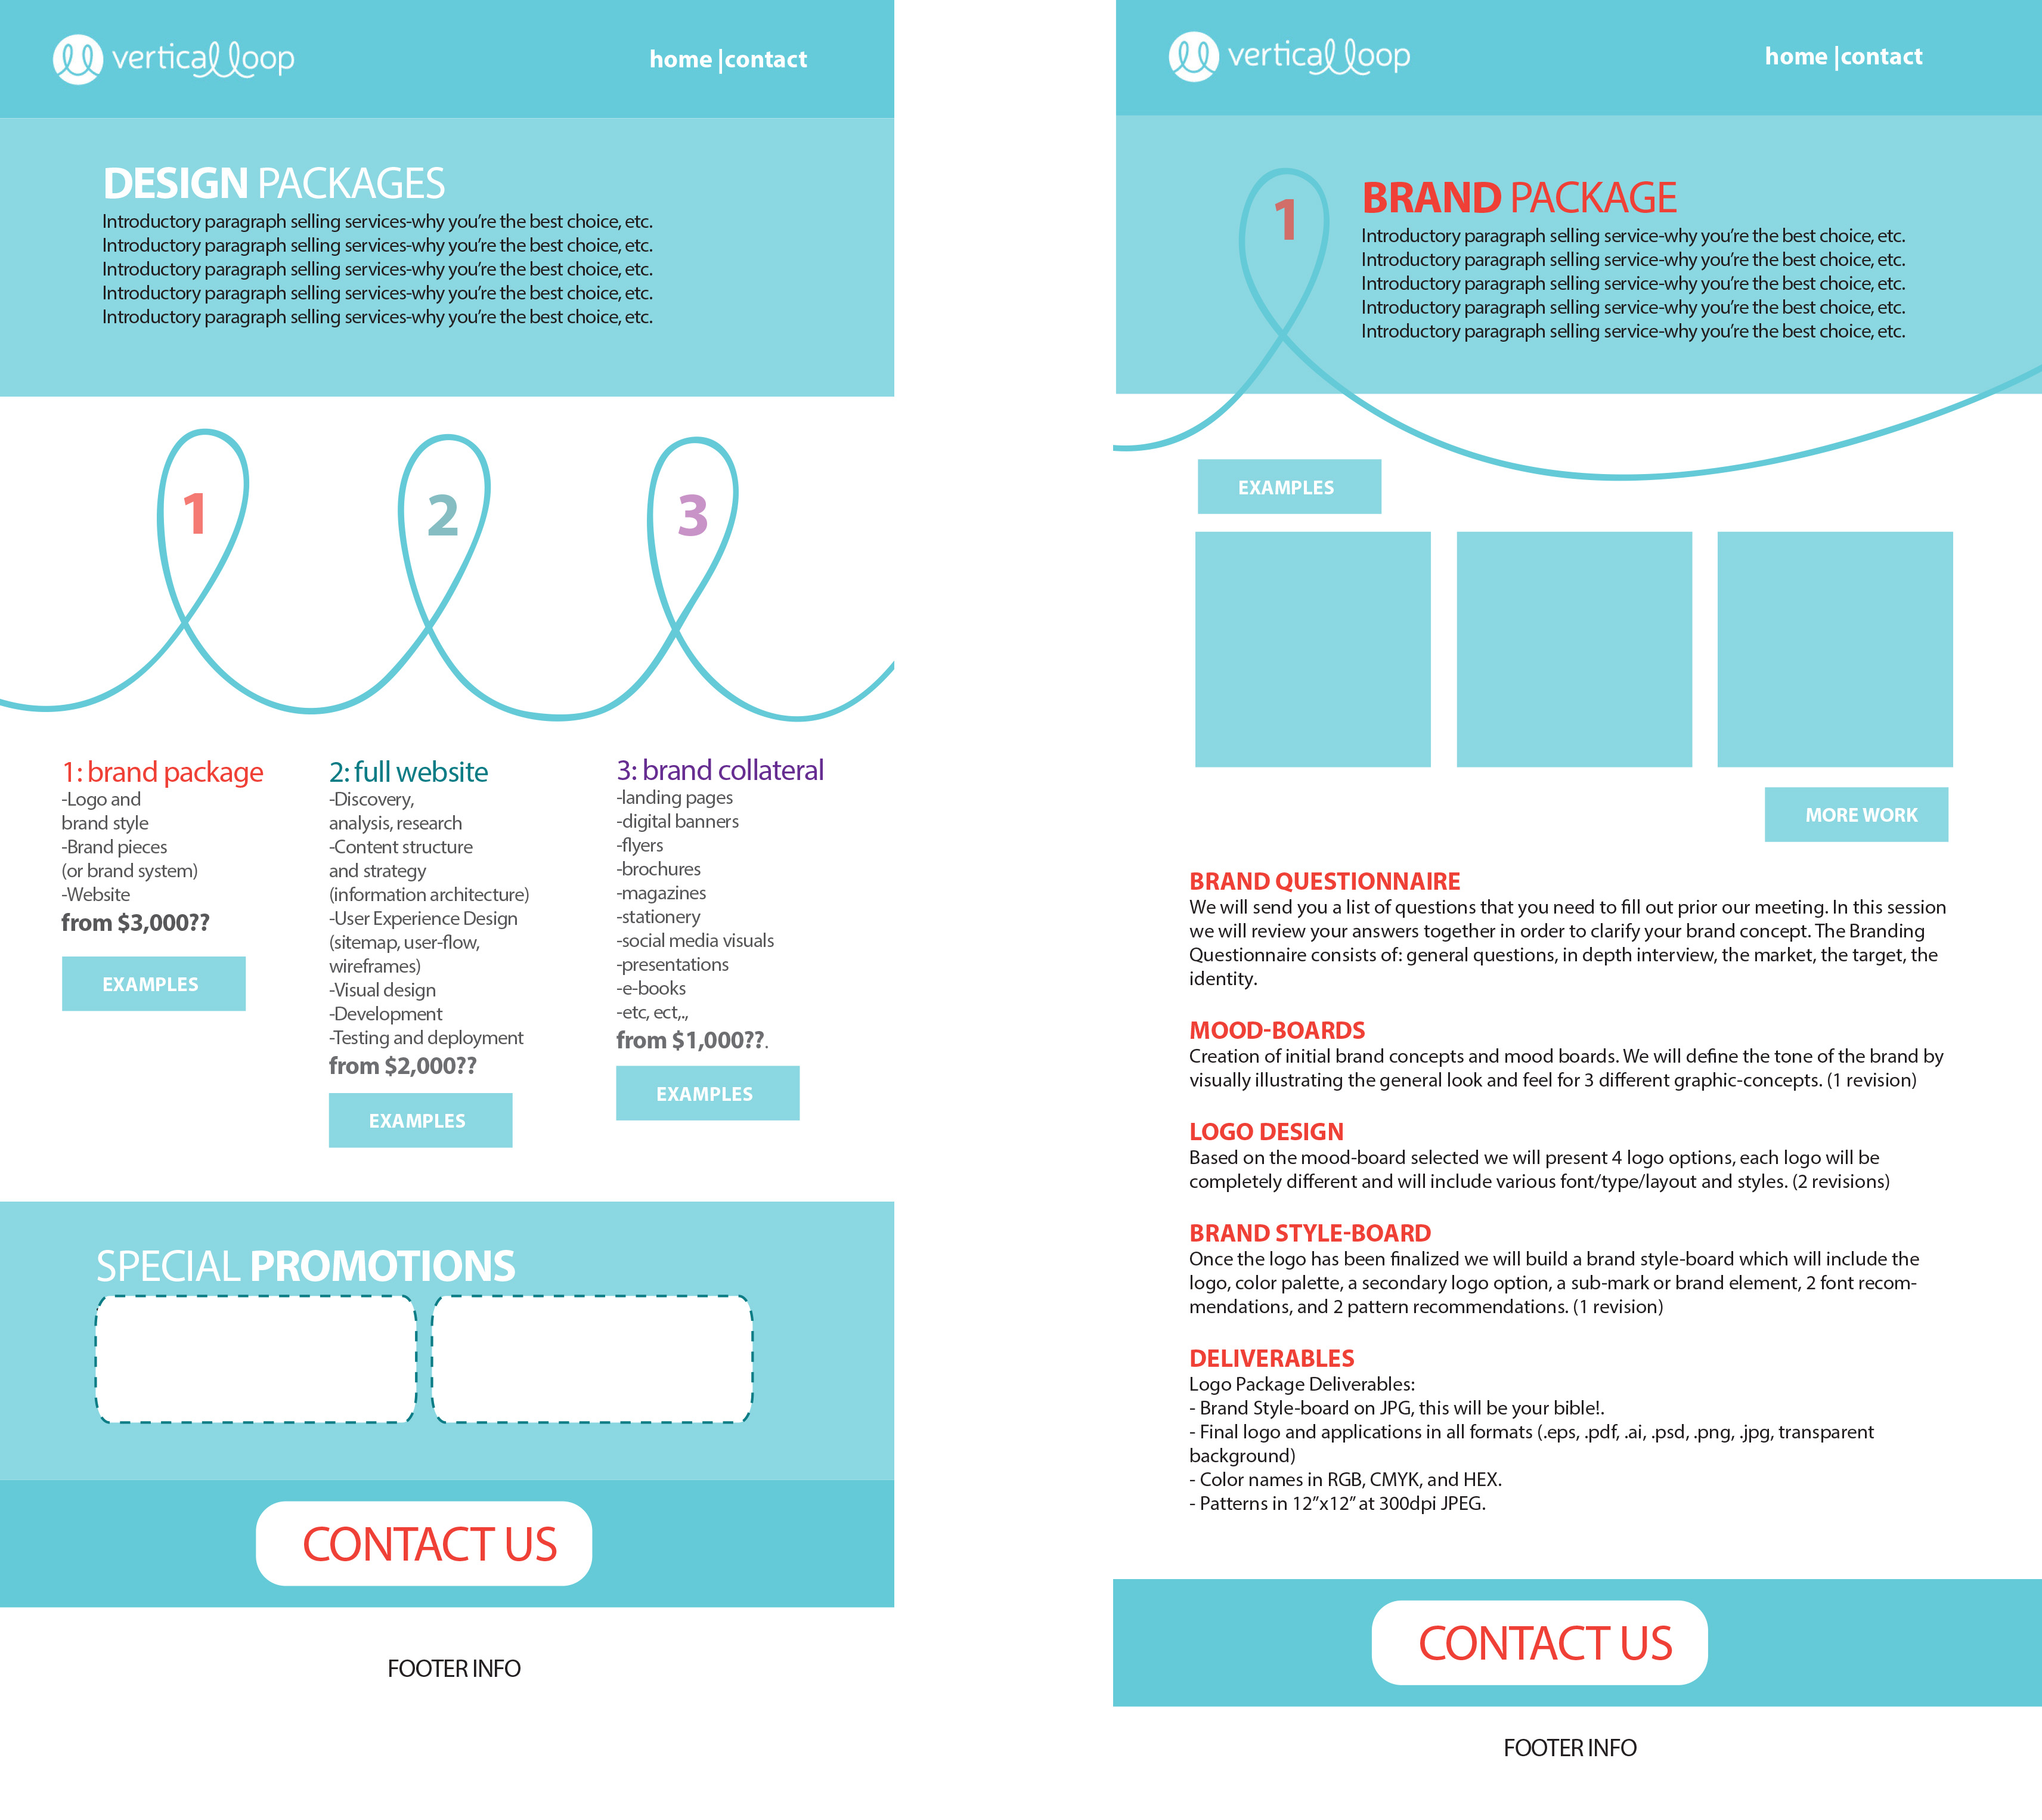 vertical loop
home |contact
DESIGN PACKAGES
Introductory paragraph selling services-why you're the best choice, etc.
Introductory paragraph selling services-why you're the best choice, etc.
Introductory paragraph selling services-why you're the best choice, etc.
Introductory paragraph selling services-why you're the best choice, etc.
Introductory paragraph selling services-why you're the best choice, etc.
1
2
3
1: brand package
-Logo and
brand style
-Brand pieces
(or brand system)
-Website
from $3,000??
EXAMPLES
2: full website
-Discovery,
analysis, research
-Content structure
and strategy
(information architecture)
-User Experience Design
(sitemap, user-flow,
wireframes)
-Visual design
-Development
-Testing and deployment
from $2,000??
EXAMPLES
3: brand collateral
-landing pages
-digital banners
-flyers
-brochures
-magazines
-stationery
-social media visuals
-presentations
-e-books
-etc, ect,.,
from $1,000??.
EXAMPLES
SPECIAL PROMOTIONS
CONTACT US
FOOTER INFO
vertical loop
home |contact
1
BRAND PACKAGE
Introductory paragraph selling service-why you're the best choice, etc.
Introductory paragraph selling service-why you're the best choice, etc.
Introductory paragraph selling service-why you're the best choice, etc.
Introductory paragraph selling service-why you're the best choice, etc.
Introductory paragraph selling service-why you're the best choice, etc.
EXAMPLES
MORE WORK
BRAND QUESTIONNAIRE
We will send you a list of questions that you need to fill out prior our meeting. In this session
we will review your answers together in order to clarify your brand concept. The Branding
Questionnaire consists of: general questions, in depth interview, the market, the target, the
identity.
MOOD-BOARDS
Creation of initial brand concepts and mood boards. We will define the tone of the brand by
visually illustrating the general look and feel for 3 different graphic-concepts. (1 revision)
LOGO DESIGN
Based on the mood-board selected we will present 4 logo options, each logo will be
completely different and will include various font/type/layout and styles. (2 revisions)
BRAND STYLE-BOARD
Once the logo has been finalized we will build a brand style-board which will include the
logo, color palette, a secondary logo option, a sub-mark or brand element, 2 font recom-
mendations, and 2 pattern recommendations. (1 revision)
DELIVERABLES
Logo Package Deliverables:
- Brand Style-board on JPG, this will be your bible!.
- Final logo and applications in all formats (.eps, .pdf, .ai, .psd, .png, .jpg, transparent
background)
- Color names in RGB, CMYK, and HEX.
- Patterns in 12”x12” at 300dpi JPEG.
CONTACT US
FOOTER INFO